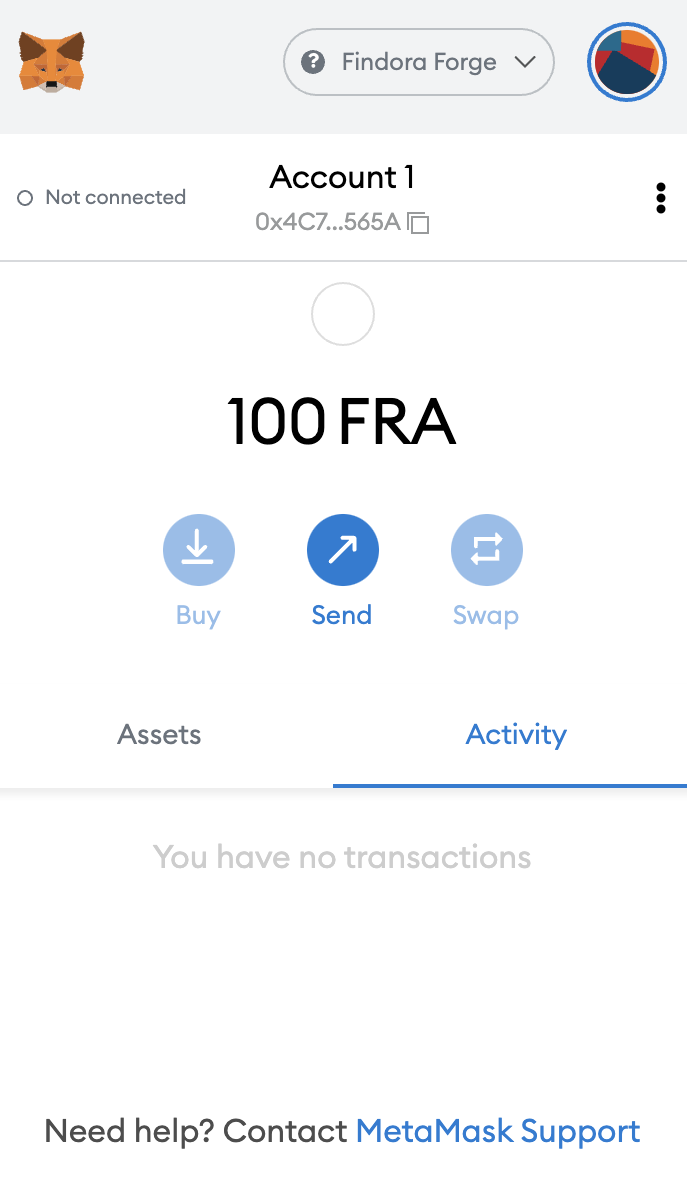 ? Findora Forge
Account 1
Not connected
0x4C7...565A
100 FRA
Buy Send Swap
Assets Activity
You have no transactions
Need help? Contact MetaMask Support